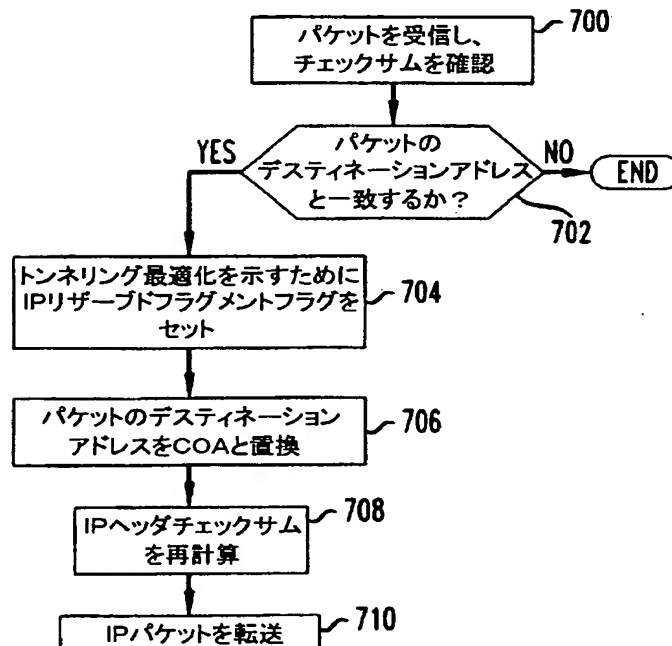 パケットを受信し、
チェックサムを確認
700
パケットの
デスティネーションアドレス
と一致するか？
YES
NO
END
702
トンネリング最適化を示すために
IPリザーブドフラグメントフラグを
セット
704
パケットのデスティネーション
アドレスをCOAと置換
706
IPヘッダチェックサム
を再計算
708
IPパケットを転送
710